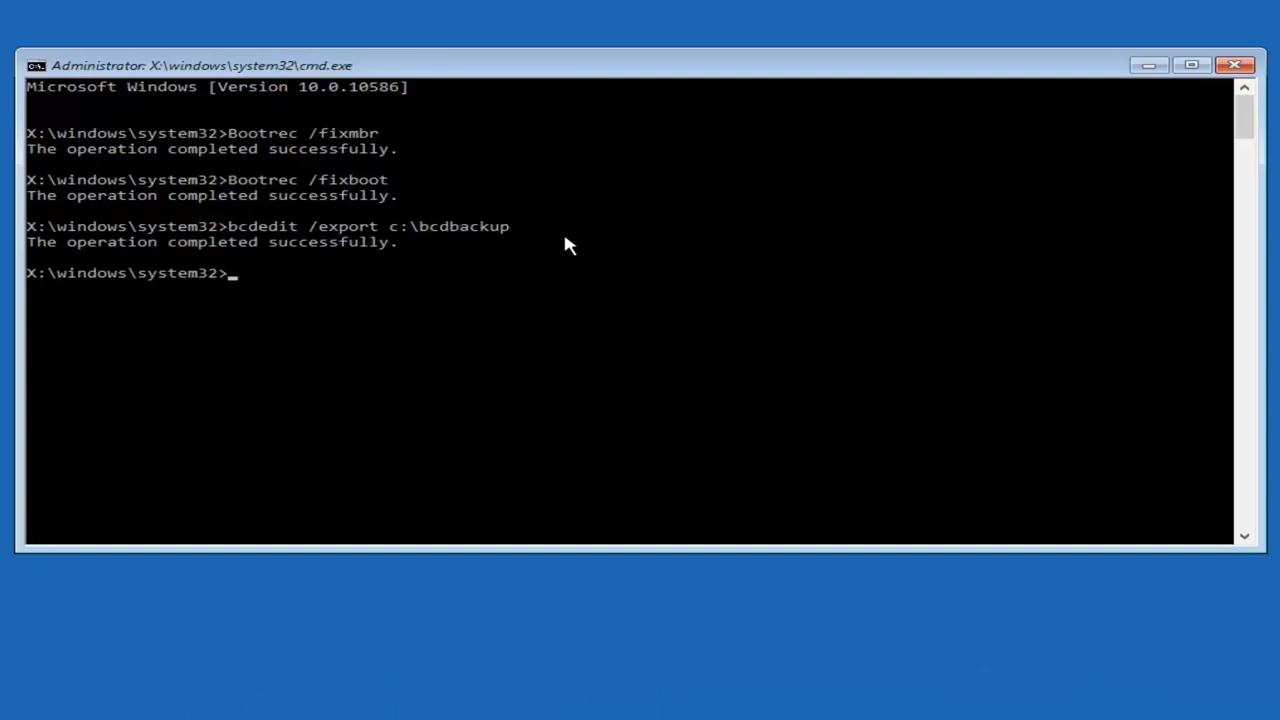 Administrator: X:\windows\system32\cmd.exe
Microsoft Windows [Version 10.0.10586]
X:\windows\system32>Bootrec /fixmbr
The operation completed successfully.
X:\windows\system32>Bootrec /fixboot
The operation completed successfully.
X:\windows\system32>bcdedit /export c:\bcdbackup
The operation completed successfully.
X:\windows\system32>_